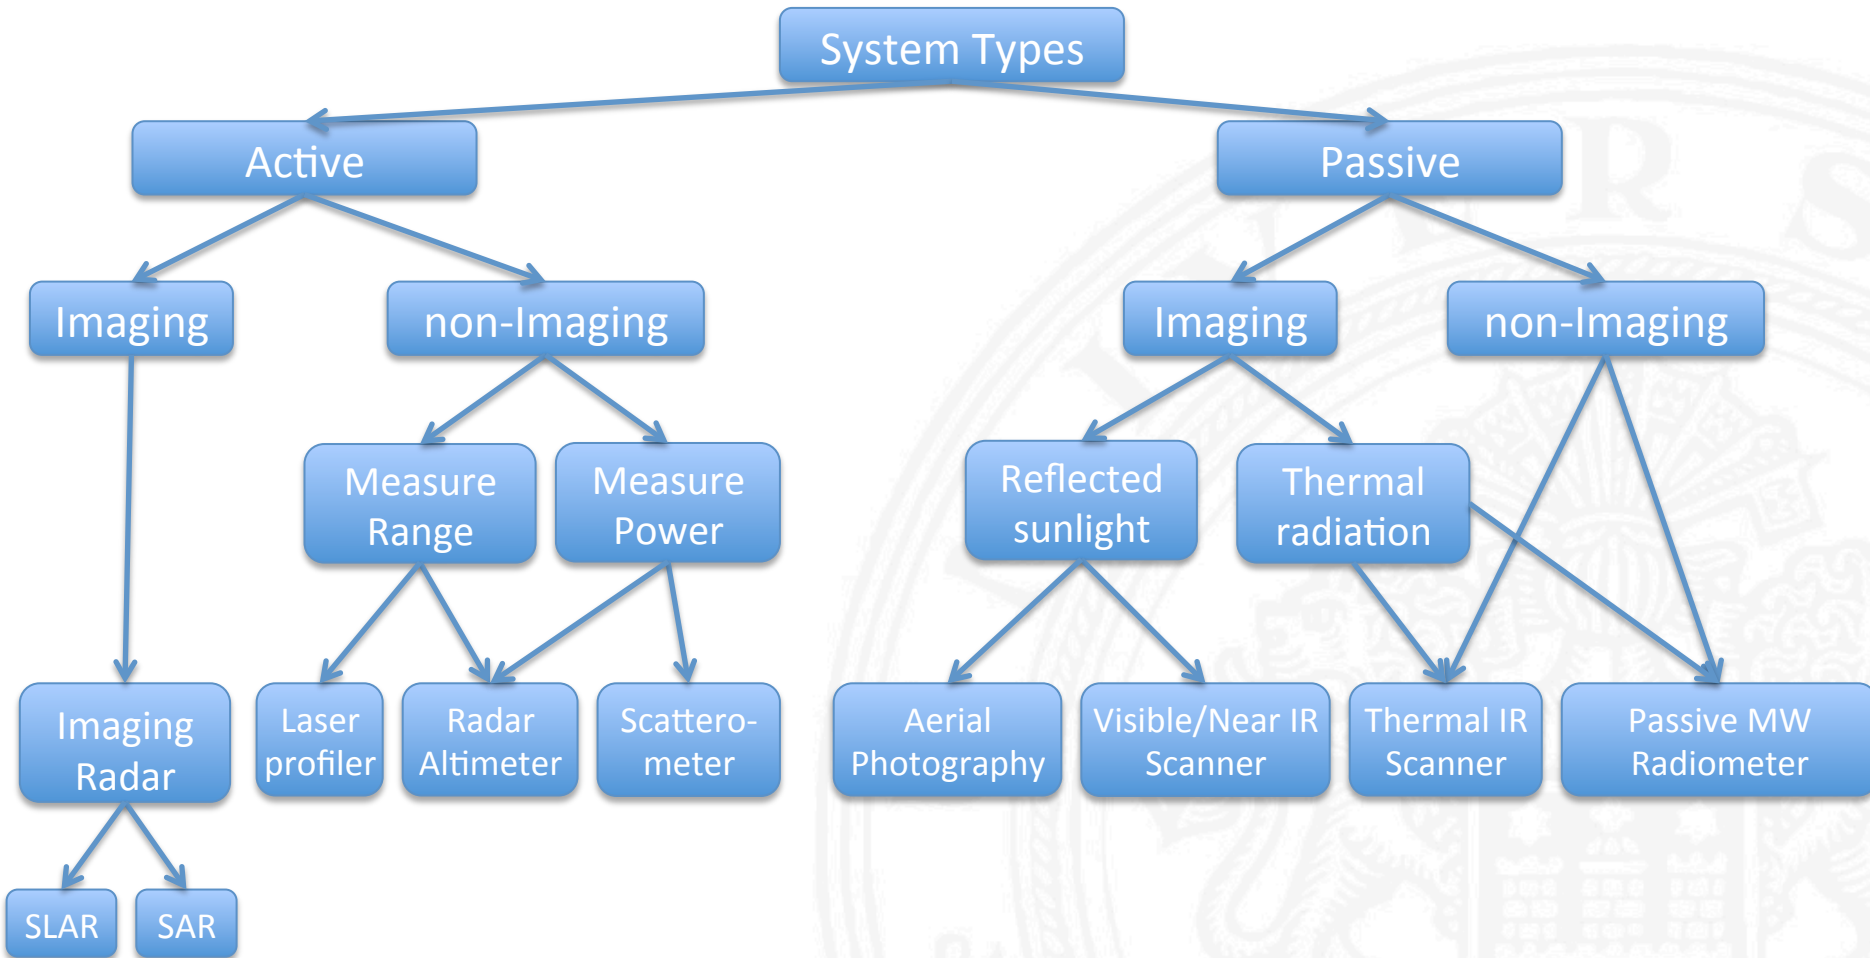 System Types
Active
Passive
Imaging
non-Imaging
Imaging
non-Imaging
Measure
Range
Measure
Power
Reflected
sunlight
Thermal
radiation
Imaging
Radar
Laser
profiler
Radar
Altimeter
Scattero-
meter
Aerial
Photography
Visible/Near IR
Scanner
Thermal IR
Scanner
Passive MW
Radiometer
SLAR
SAR